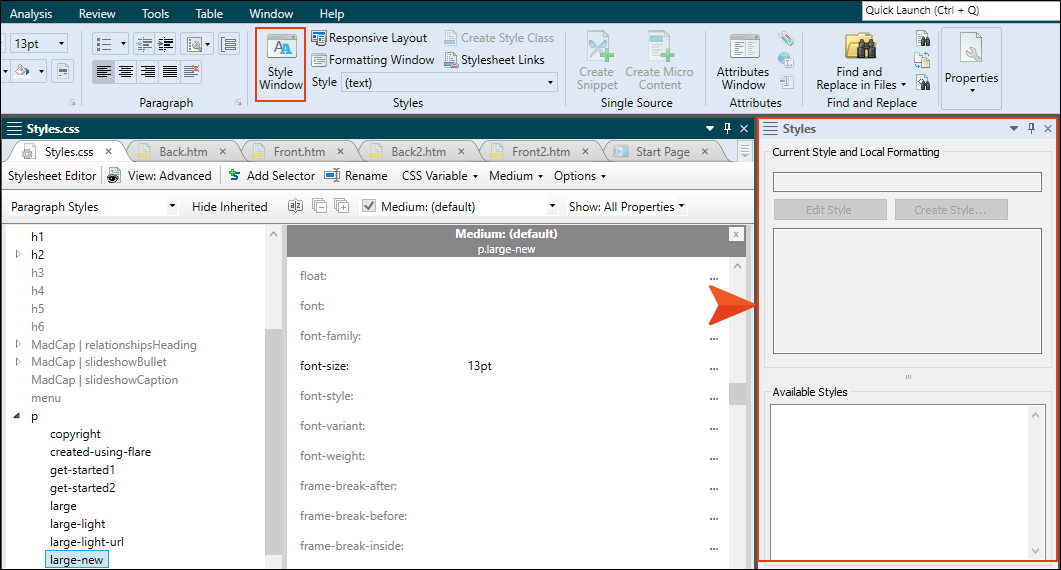 Analysis Review Tools Table Window Help
Quick Launch (Ctrl + Q)
13pt
Style Window
Responsive Layout
Formatting Window
Style (text)
Create Style Class
Stylesheet Links
Create Snippet
Create Micro Content
Attributes Window
Find and Replace in Files
Properties
Paragraph Styles Single Source Attributes Find and Replace
Styles.css
Styles.css Back.htm Front.htm Back2.htm Front2.htm Start Page
Stylesheet Editor View: Advanced Add Selector Rename CSS Variable Medium Options
Paragraph Styles Hide Inherited Medium: (default) Show: All Properties
h1
h2
h3
h4
h5
h6
MadCap | relationshipsHeading
MadCap | slideshowBullet
MadCap | slideshowCaption
menu
p
copyright
created-using-flare
get-started1
get-started2
large
large-light
large-light-url
large-new
Medium: (default)
p.large-new
float: ...
font: ...
font-family: ...
font-size: 13pt ...
font-style: ...
font-variant: ...
font-weight: ...
frame-break-after: ...
frame-break-before: ...
frame-break-inside: ...
Styles
Current Style and Local Formatting
Edit Style Create Style...
Available Styles